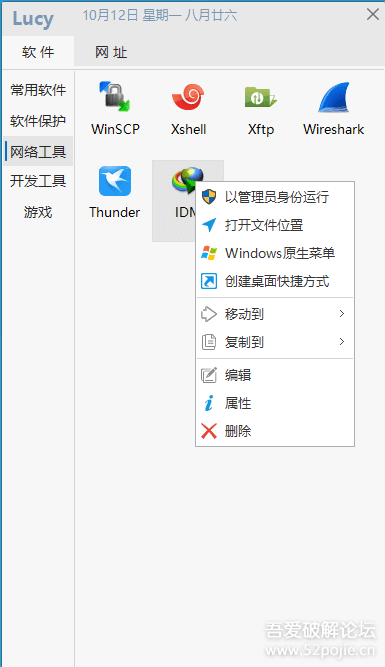 Lucy 10月12日 星期一 八月廿六
软 件 网 址
常用软件
软件保护
网络工具
开发工具
游戏
WinSCP Xshell Xftp Wireshark
Thunder IDM
以管理员身份运行
打开文件位置
Windows原生菜单
创建桌面快捷方式
移动到
复制到
编辑
属性
删除
吾爱破解论坛
www.52pojie.cn